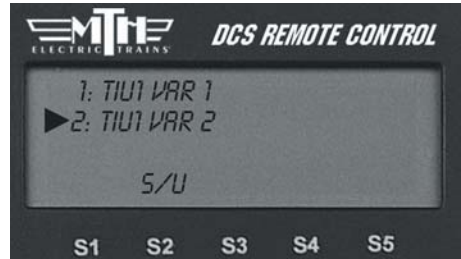 MTH
ELECTRIC TRAINS
DCS REMOTE CONTROL
1: TIU1 VAR 1
2: TIU1 VAR 2
S/U
S1 S2 S3 S4 S5